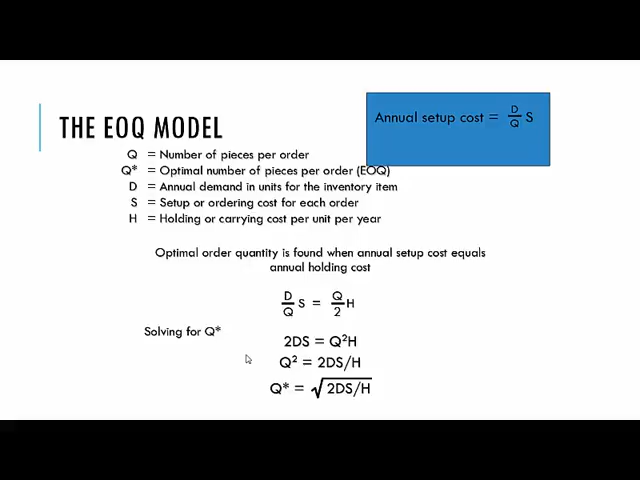 THE EOQ MODEL
Annual setup cost = D/Q S
Q = Number of pieces per order
Q* = Optimal number of pieces per order (EOQ)
D = Annual demand in units for the inventory item
S = Setup or ordering cost for each order
H = Holding or carrying cost per unit per year
Optimal order quantity is found when annual setup cost equals
annual holding cost
D/Q S = Q/2 H
Solving for Q*
2DS = Q²H
Q² = 2DS/H
Q* = √2DS/H